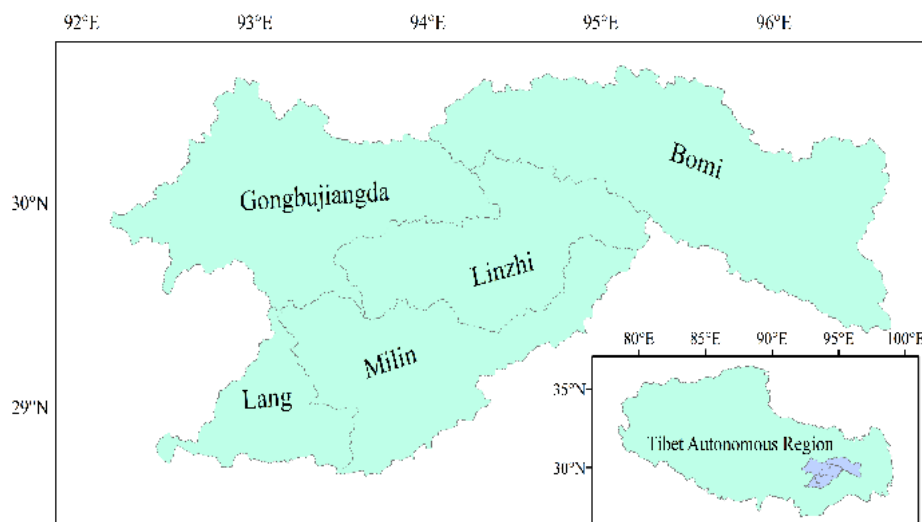 92°E 93°E 94°E 95°E 96°E
Bomi
30°N
Gongbujiangda
Linzhi
Milin
Lang
29°N
80°E 85°E 90°E 95°E 100°E
35°N
Tibet Autonomous Region
30°N